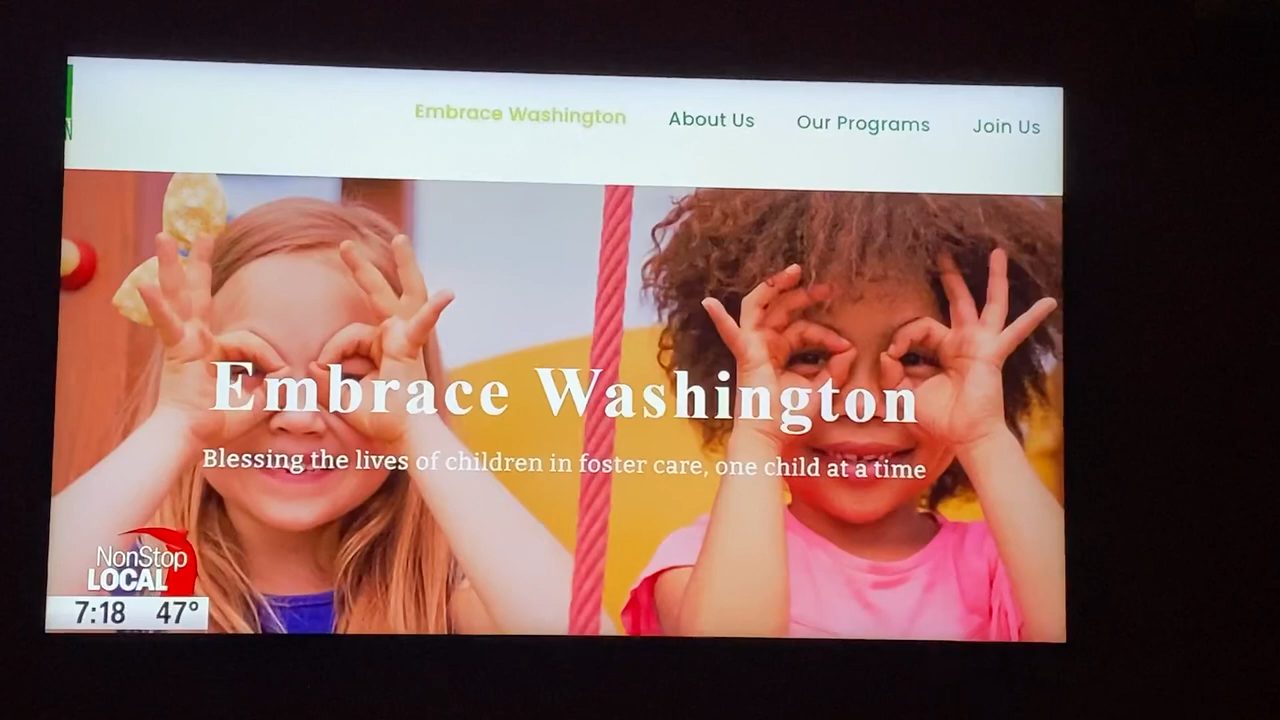 Embrace Washington About Us Our Programs Join Us
Embrace Washington
Blessing the lives of children in foster care, one child at a time
NonStop
LOCAL
7:18 47°